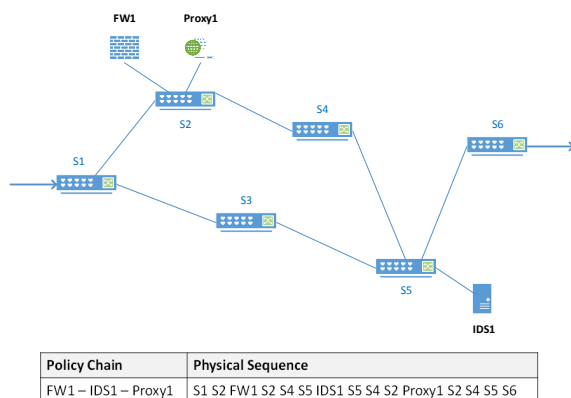 FW1 Proxy1
S4
S2
S6
S1
S3
S5
IDS1
Policy Chain Physical Sequence
FW1 – IDS1 – Proxy1 S1 S2 FW1 S2 S4 S5 IDS1 S5 S4 S2 Proxy1 S2 S4 S5 S6